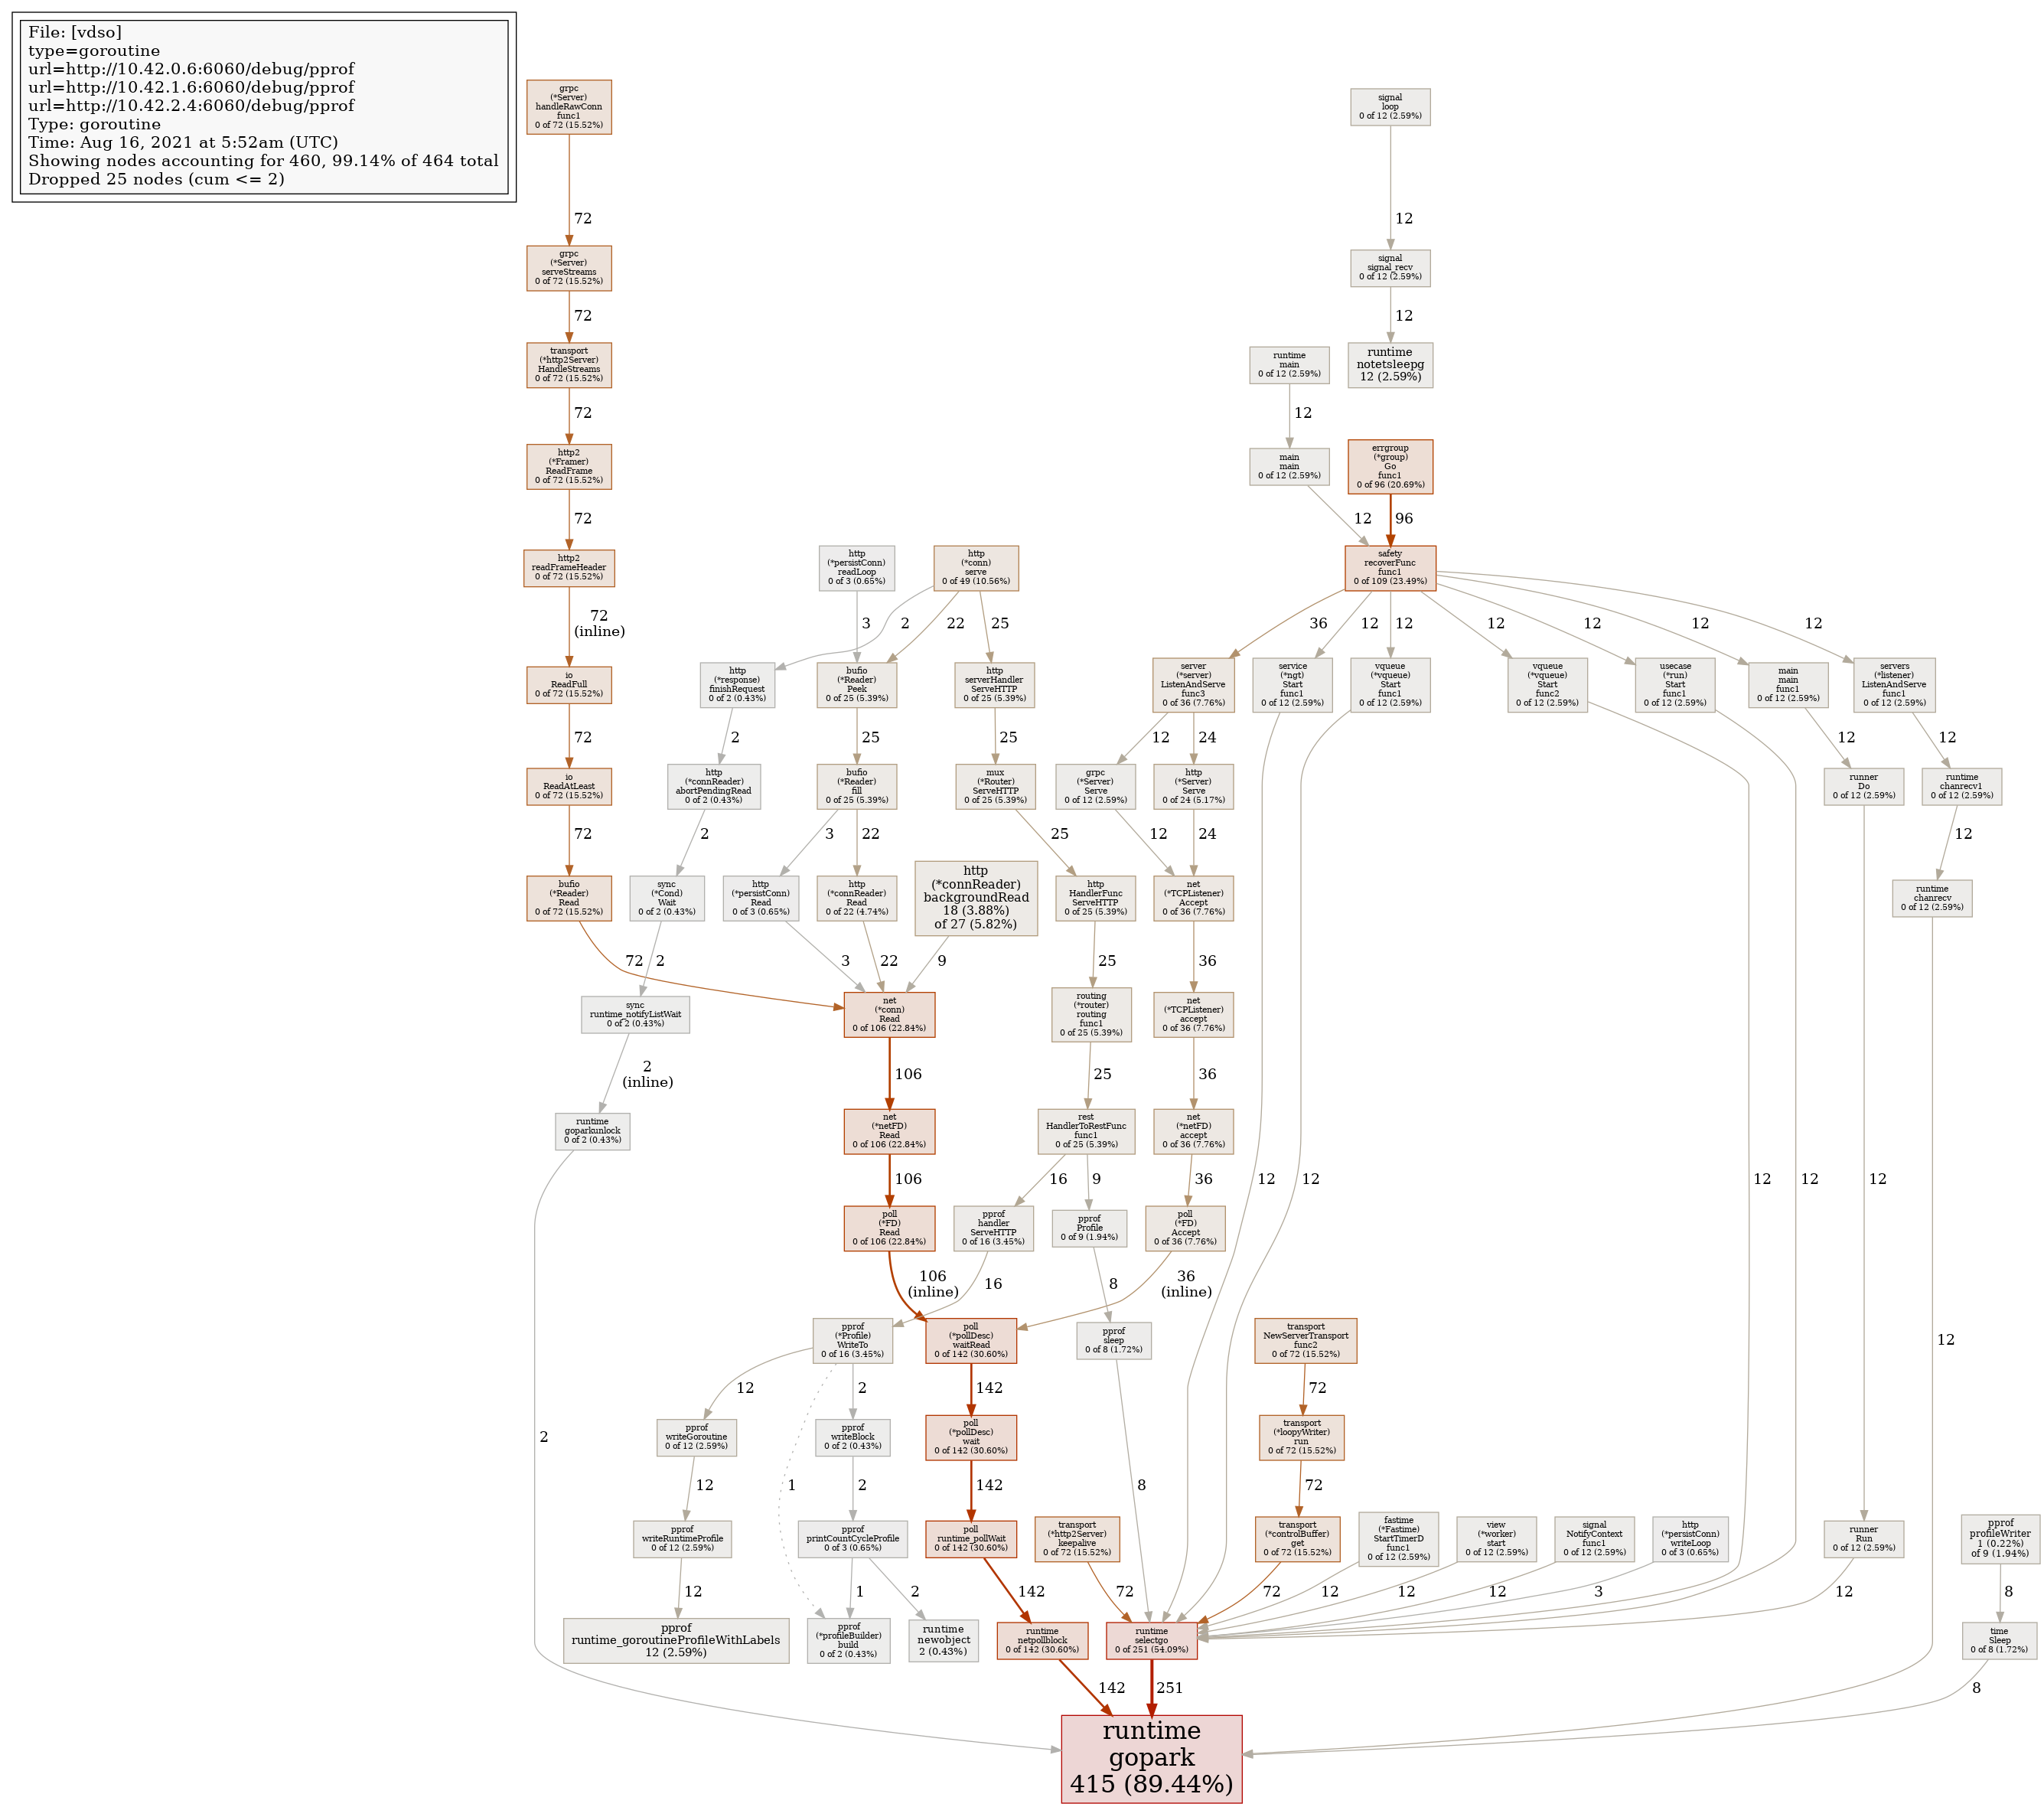 File: [vdso]
type=goroutine
url=http://10.42.0.6:6060/debug/pprof
url=http://10.42.1.6:6060/debug/pprof
url=http://10.42.2.4:6060/debug/pprof
Type: goroutine
Time: Aug 16, 2021 at 5:52am (UTC)
Showing nodes accounting for 460, 99.14% of 464 total
Dropped 25 nodes (cum <= 2)
grpc
(*Server)
handleRawConn
func1
0 of 72 (15.52%)
signal
loop
0 of 12 (2.59%)
72
12
grpc
(*Server)
serveStreams
0 of 72 (15.52%)
signal
signal_recv
0 of 12 (2.59%)
72
12
transport
(*http2Server)
HandleStreams
0 of 72 (15.52%)
runtime
main
0 of 12 (2.59%)
runtime
notetsleepg
12 (2.59%)
72
12
http2
(*Framer)
ReadFrame
0 of 72 (15.52%)
main
main
0 of 12 (2.59%)
errgroup
(*group)
Go
func1
0 of 96 (20.69%)
72
12
96
http2
readFrameHeader
0 of 72 (15.52%)
http
(*persistConn)
readLoop
0 of 3 (0.65%)
http
(*conn)
serve
0 of 49 (10.56%)
safety
recoverFunc
func1
0 of 109 (23.49%)
72
(inline)
3
2
22
25
36
12
12
12
12
12
12
io
ReadFull
0 of 72 (15.52%)
http
(*response)
finishRequest
0 of 2 (0.43%)
bufio
(*Reader)
Peek
0 of 25 (5.39%)
http
serverHandler
ServeHTTP
0 of 25 (5.39%)
server
(*server)
ListenAndServe
func3
0 of 36 (7.76%)
service
(*ngt)
Start
func1
0 of 12 (2.59%)
vqueue
(*vqueue)
Start
func1
0 of 12 (2.59%)
vqueue
(*vqueue)
Start
func2
0 of 12 (2.59%)
usecase
(*run)
Start
func1
0 of 12 (2.59%)
main
main
func1
0 of 12 (2.59%)
servers
(*listener)
ListenAndServe
func1
0 of 12 (2.59%)
72
2
25
25
12
24
12
12
io
ReadAtLeast
0 of 72 (15.52%)
http
(*connReader)
abortPendingRead
0 of 2 (0.43%)
bufio
(*Reader)
fill
0 of 25 (5.39%)
mux
(*Router)
ServeHTTP
0 of 25 (5.39%)
grpc
(*Server)
Serve
0 of 12 (2.59%)
http
(*Server)
Serve
0 of 24 (5.17%)
runner
Do
0 of 12 (2.59%)
runtime
chanrecv1
0 of 12 (2.59%)
72
2
3
22
25
12
24
12
bufio
(*Reader)
Read
0 of 72 (15.52%)
sync
(*Cond)
Wait
0 of 2 (0.43%)
http
(*persistConn)
Read
0 of 3 (0.65%)
http
(*connReader)
Read
0 of 22 (4.74%)
http
(*connReader)
backgroundRead
18 (3.88%)
of 27 (5.82%)
http
HandlerFunc
ServeHTTP
0 of 25 (5.39%)
net
(*TCPListener)
Accept
0 of 36 (7.76%)
runtime
chanrecv
0 of 12 (2.59%)
72
2
3
22
9
25
36
sync
runtime_notifyListWait
0 of 2 (0.43%)
net
(*conn)
Read
0 of 106 (22.84%)
routing
(*router)
routing
func1
0 of 25 (5.39%)
net
(*TCPListener)
accept
0 of 36 (7.76%)
2
(inline)
106
25
36
runtime
goparkunlock
0 of 2 (0.43%)
net
(*netFD)
Read
0 of 106 (22.84%)
rest
HandlerToRestFunc
func1
0 of 25 (5.39%)
net
(*netFD)
accept
0 of 36 (7.76%)
106
16
9
36
12
12
12
12
12
poll
(*FD)
Read
0 of 106 (22.84%)
pprof
handler
ServeHTTP
0 of 16 (3.45%)
pprof
Profile
0 of 9 (1.94%)
poll
(*FD)
Accept
0 of 36 (7.76%)
106
(inline)
16
8
36
(inline)
pprof
(*Profile)
WriteTo
0 of 16 (3.45%)
poll
(*pollDesc)
waitRead
0 of 142 (30.60%)
pprof
sleep
0 of 8 (1.72%)
transport
NewServerTransport
func2
0 of 72 (15.52%)
12
12
2
142
72
pprof
writeGoroutine
0 of 12 (2.59%)
pprof
writeBlock
0 of 2 (0.43%)
poll
(*pollDesc)
wait
0 of 142 (30.60%)
transport
(*loopyWriter)
run
0 of 72 (15.52%)
2
12
1
2
142
8
72
pprof
writeRuntimeProfile
0 of 12 (2.59%)
pprof
printCountCycleProfile
0 of 3 (0.65%)
poll
runtime_pollWait
0 of 142 (30.60%)
transport
(*http2Server)
keepalive
0 of 72 (15.52%)
transport
(*controlBuffer)
get
0 of 72 (15.52%)
fastime
(*Fastime)
StartTimerD
func1
0 of 12 (2.59%)
view
(*worker)
start
0 of 12 (2.59%)
signal
NotifyContext
func1
0 of 12 (2.59%)
http
(*persistConn)
writeLoop
0 of 3 (0.65%)
runner
Run
0 of 12 (2.59%)
pprof
profileWriter
1 (0.22%)
of 9 (1.94%)
12
1
2
142
72
72
12
12
12
3
12
8
pprof
runtime_goroutineProfileWithLabels
12 (2.59%)
pprof
(*profileBuilder)
build
0 of 2 (0.43%)
runtime
newobject
2 (0.43%)
runtime
netpollblock
0 of 142 (30.60%)
runtime
selectgo
0 of 251 (54.09%)
time
Sleep
0 of 8 (1.72%)
142
251
8
runtime
gopark
415 (89.44%)